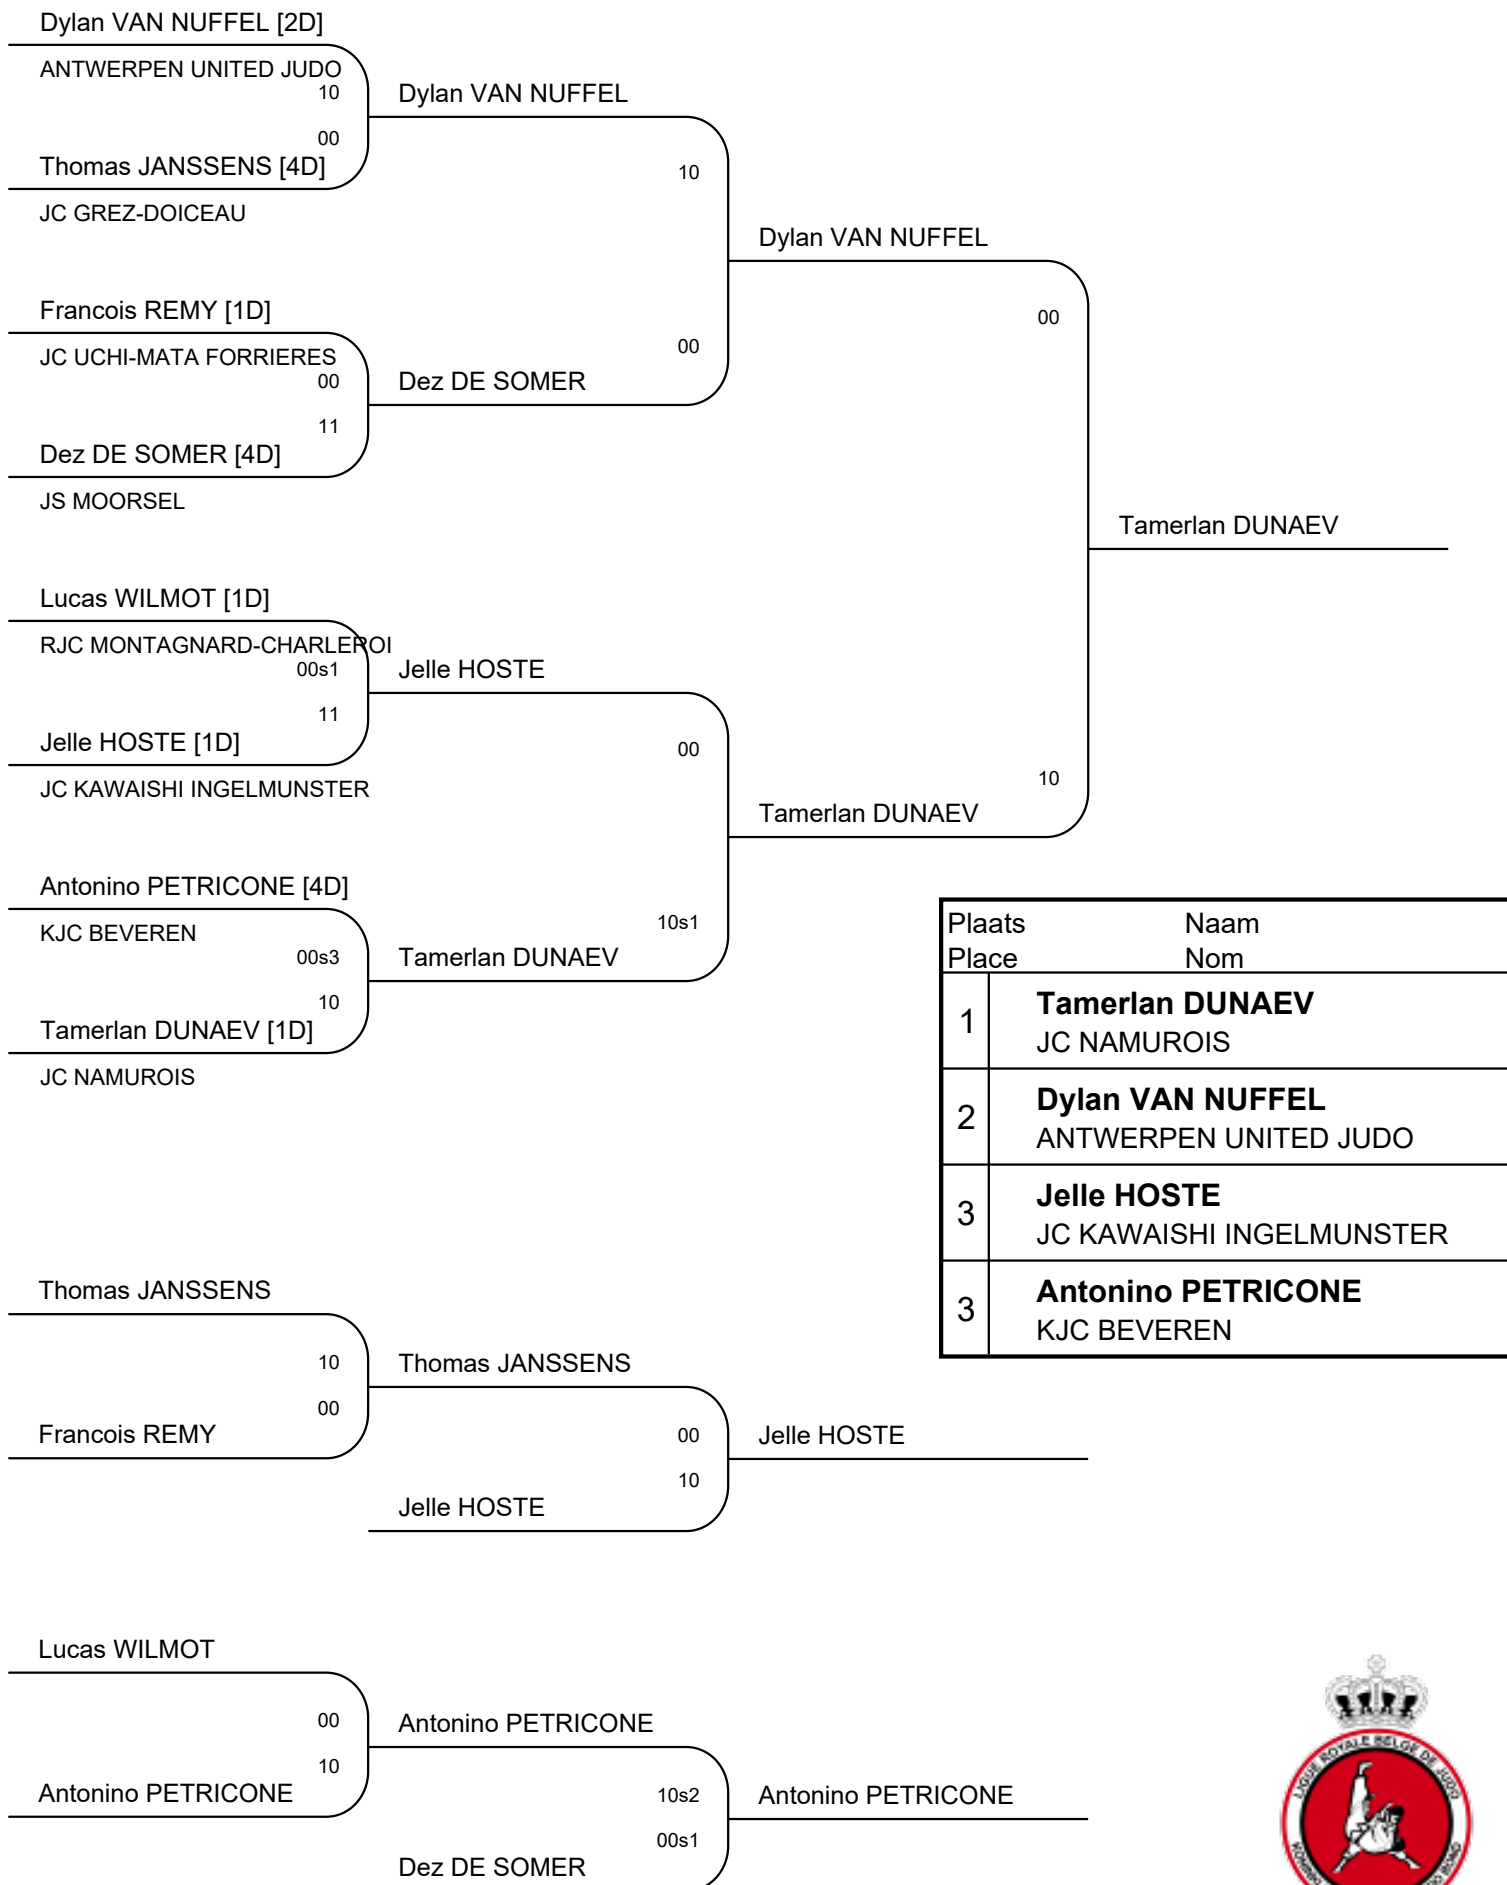 Dylan VAN NUFFEL [2D]
ANTWERPEN UNITED JUDO
10
Dylan VAN NUFFEL
00
Thomas JANSSENS [4D]
10
JC GREZ-DOICEAU
Dylan VAN NUFFEL
Francois REMY [1D]
00
JC UCHI-MATA FORRIERES
00
00
Dez DE SOMER
11
Dez DE SOMER [4D]
JS MOORSEL
Tamerlan DUNAEV
Lucas WILMOT [1D]
RJC MONTAGNARD-CHARLEROI
00s1
Jelle HOSTE
11
Jelle HOSTE [1D]
00
JC KAWAISHI INGELMUNSTER
10
Tamerlan DUNAEV
Antonino PETRICONE [4D]
KJC BEVEREN
10s1
00s3
Tamerlan DUNAEV
10
Tamerlan DUNAEV [1D]
JC NAMUROIS
Plaats Naam
Place Nom
1 Tamerlan DUNAEV
JC NAMUROIS
2 Dylan VAN NUFFEL
ANTWERPEN UNITED JUDO
3 Jelle HOSTE
JC KAWAISHI INGELMUNSTER
3 Antonino PETRICONE
KJC BEVEREN
Thomas JANSSENS
10
Thomas JANSSENS
00
Francois REMY
00
Jelle HOSTE
10
Jelle HOSTE
Lucas WILMOT
00
Antonino PETRICONE
10
Antonino PETRICONE
10s2
Antonino PETRICONE
00s1
Dez DE SOMER
LIGUE ROYALE BELGE DE JUDO